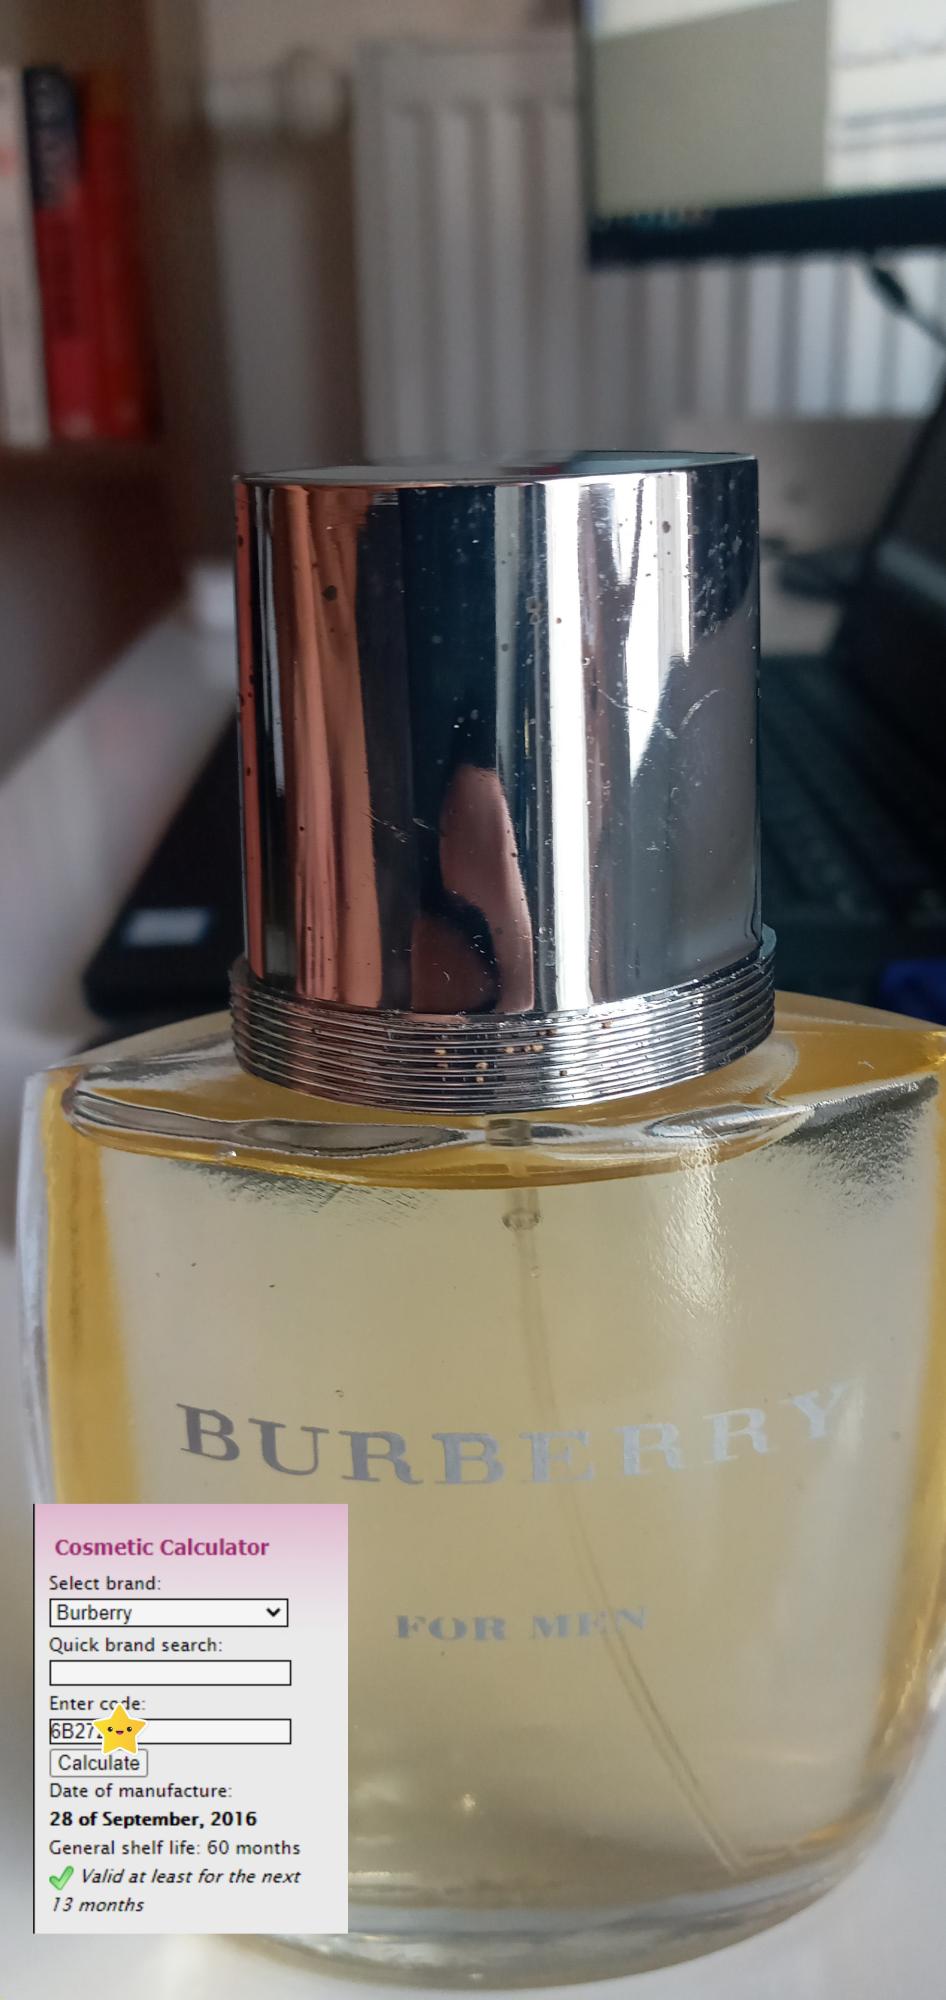 BURBERRY
FOR MEN
Cosmetic Calculator
Select brand:
Burberry
Quick brand search:
Enter code:
6B27
Calculate
Date of manufacture:
28 of September, 2016
General shelf life: 60 months
Valid at least for the next
13 months